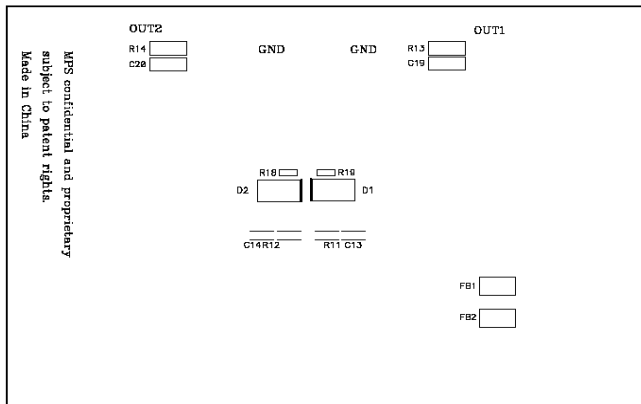 OUT2
OUT1
R14
GND
GND
R13
C20
C19
MPS confidential and proprietary
subject to patent rights.
Made in China
R18
R19
D2
D1
C14
R12
R11
C13
FB1
FB2